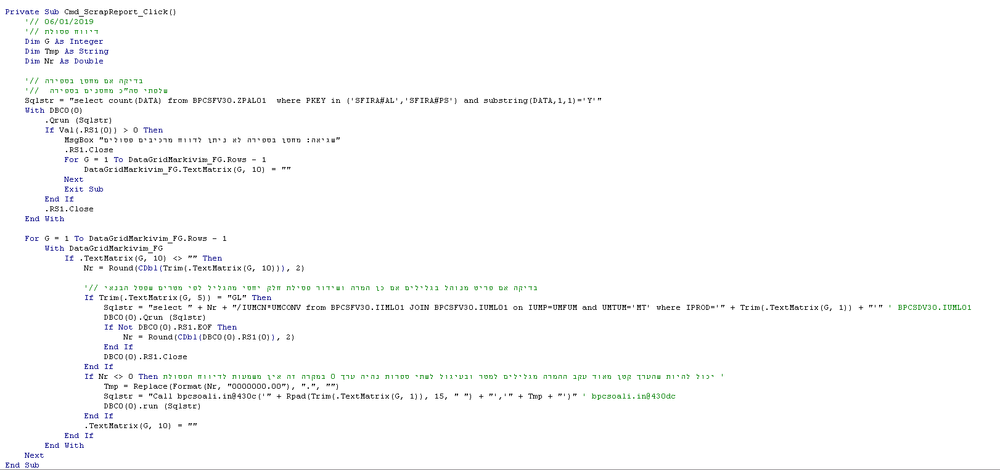 Private Sub Cmd_ScrapReport_Click()
    '// 06/01/2019
    '// דיווח פסולת
    Dim G As Integer
    Dim Tmp As String
    Dim Nr As Double

    '// בדיקה אם מחסן בספירה
    '//  שלפתי סה"כ מחסנים בספירה
    Sqlstr = "select count(DATA) from BPCSFV30.ZPAL01  where PKEY in ('SFIRA#AL','SFIRA#PS') and substring(DATA,1,1)='Y'"
    With DBCO(0)
        .Qrun (Sqlstr)
        If Val(.RS1(0)) > 0 Then
            MsgBox "שגיאה: מחסן בספירה לא ניתן לדווח מרכיבים פסולים"
            .RS1.Close
            For G = 1 To DataGridMarkivim_FG.Rows - 1
                DataGridMarkivim_FG.TextMatrix(G, 10) = ""
            Next
            Exit Sub
        End If
        .RS1.Close
    End With

    For G = 1 To DataGridMarkivim_FG.Rows - 1
        With DataGridMarkivim_FG
            If .TextMatrix(G, 10) <> "" Then
                Nr = Round(CDbl(Trim(.TextMatrix(G, 10))), 2)

                '// בדיקה אם פריט מנוהל בגלילים אם כן המרה ושידור פסילת חלק יחסי מהגליל לפי מטרים שפסל הבנאי
                If Trim(.TextMatrix(G, 5)) = "GL" Then
                    Sqlstr = "select " + Nr + "/IUMCN*UMCONV from BPCSFV30.IIML01 JOIN BPCSFV30.IUML01 on IUMP=UMFUM and UMTUM='MT' where IPROD='" + Trim(.TextMatrix(G, 1)) + "'" ' BPCSDV30.IUML01
                    DBCO(0).Qrun (Sqlstr)
                    If Not DBCO(0).RS1.EOF Then
                        Nr = Round(CDbl(DBCO(0).RS1(0)), 2)
                    End If
                    DBCO(0).RS1.Close
                End If
                If Nr <> 0 Then ' יכול להיות שהערך קטן מאוד עקב ההמרה מגלילים למטר ובעיגול לשתי ספרות נהיה ערך 0 במקרה זה אין משמעות לדיווח הפסולת
                    Tmp = Replace(Format(Nr, "0000000.00"), ".", "")
                    Sqlstr = "Call bpcsoali.in@430c('" + Rpad(Trim(.TextMatrix(G, 1)), 15, " ") + "','" + Tmp + "')" ' bpcsoali.in@430dc
                    DBCO(0).run (Sqlstr)
                End If
                .TextMatrix(G, 10) = ""
            End If
        End With
    Next
End Sub